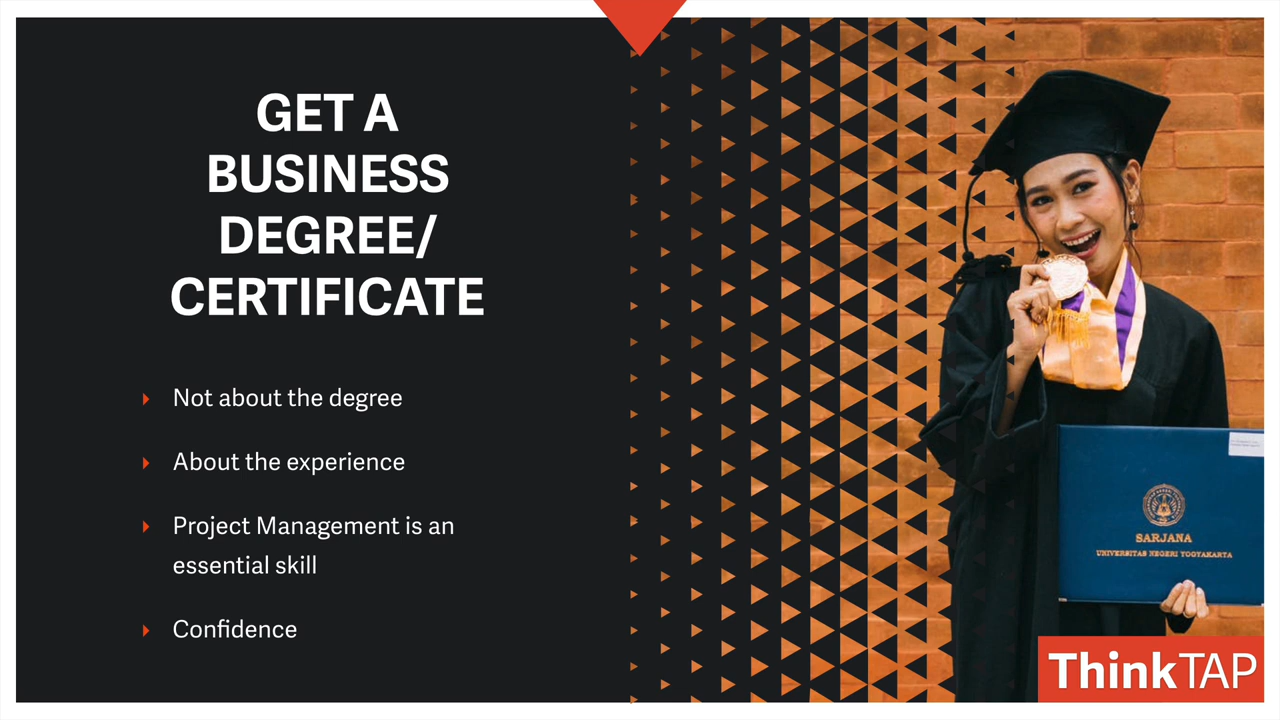 GET A
BUSINESS
DEGREE/
CERTIFICATE
Not about the degree
About the experience
Project Management is an
essential skill
Confidence
SARJANA
UNIVERSITAS NEGERI YOGYAKARTA
ThinkTAP